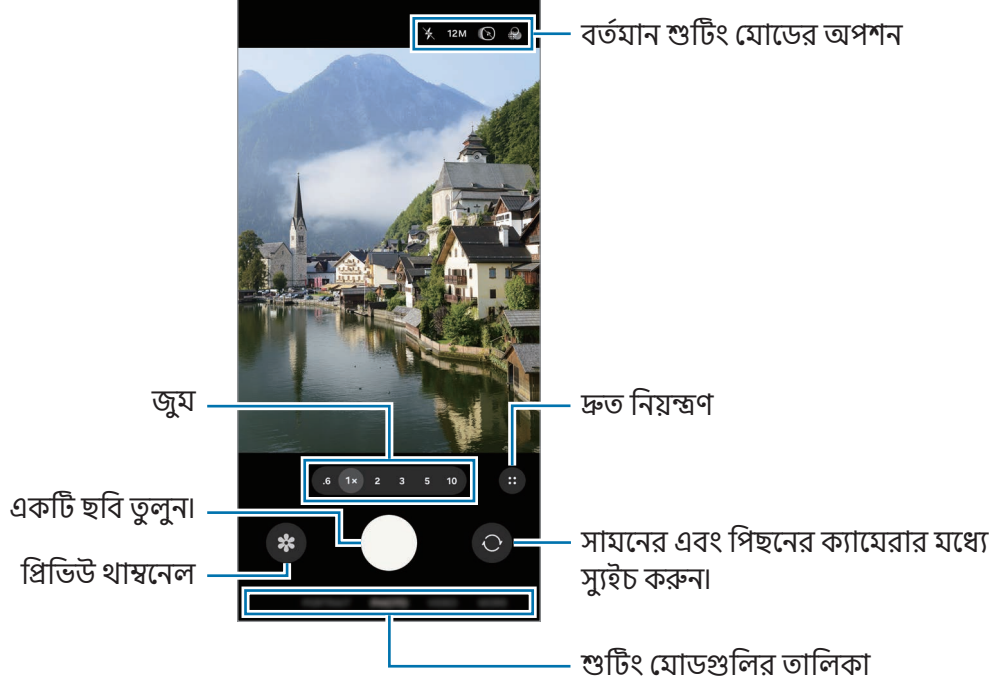 12M
বর্তমান শুটিং মোডের অপশন
জুম
দ্রুত নিয়ন্ত্রণ
.6 1× 2 3 5 10
একটি ছবি তুলুন।
সামনের এবং পিছনের ক্যামেরার মধ্যে
স্যুইচ করুন।
প্রিভিউ থাম্বনেল
শুটিং মোডগুলির তালিকা